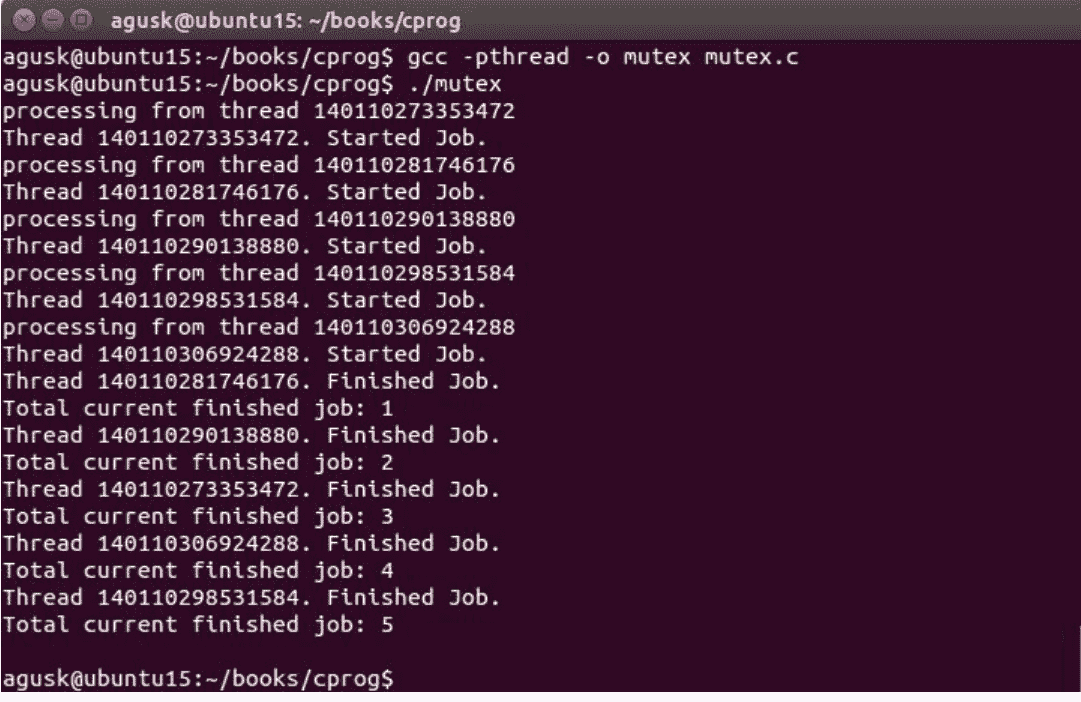 agusk@ubuntu15: ~/books/cprog
agusk@ubuntu15:~/books/cprog$ gcc -pthread -o mutex mutex.c
agusk@ubuntu15:~/books/cprog$ ./mutex
processing from thread 140110273353472
Thread 140110273353472. Started Job.
processing from thread 140110281746176
Thread 140110281746176. Started Job.
processing from thread 140110290138880
Thread 140110290138880. Started Job.
processing from thread 140110298531584
Thread 140110298531584. Started Job.
processing from thread 140110306924288
Thread 140110306924288. Started Job.
Thread 140110281746176. Finished Job.
Total current finished job: 1
Thread 140110290138880. Finished Job.
Total current finished job: 2
Thread 140110273353472. Finished Job.
Total current finished job: 3
Thread 140110306924288. Finished Job.
Total current finished job: 4
Thread 140110298531584. Finished Job.
Total current finished job: 5
agusk@ubuntu15:~/books/cprog$